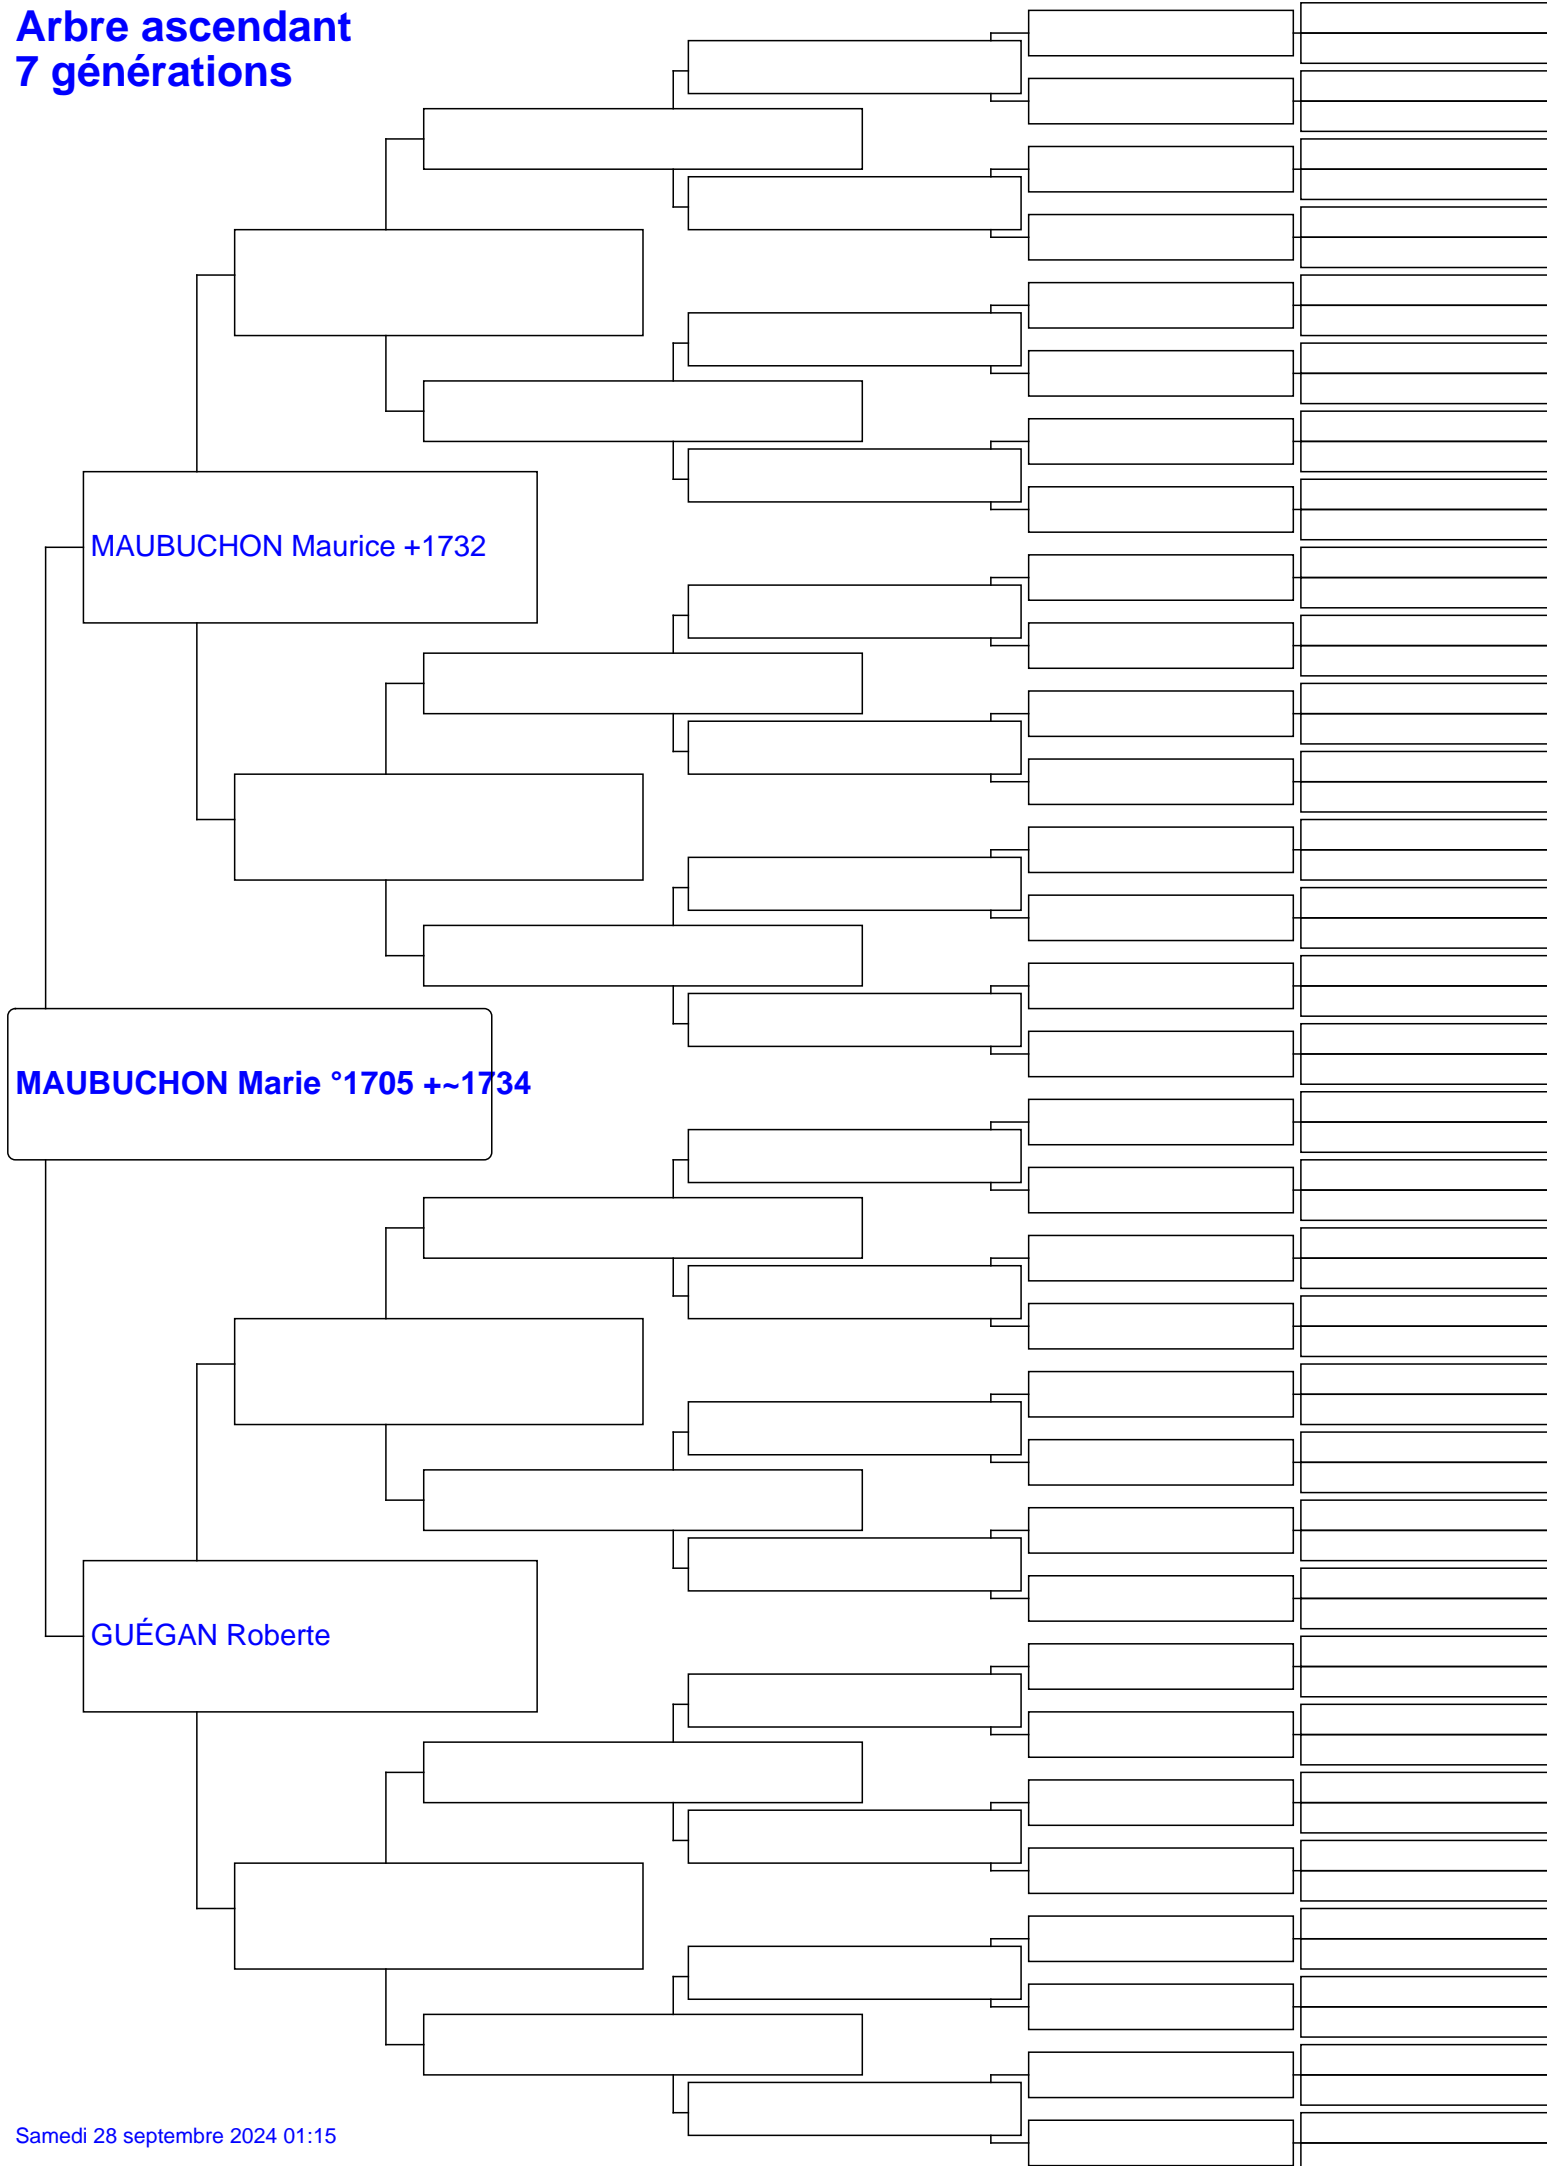 Arbre ascendant
7 générations
MAUBUCHON Maurice +1732
MAUBUCHON Marie °1705 +~1734
GUÉGAN Roberte
Samedi 28 septembre 2024 01:15